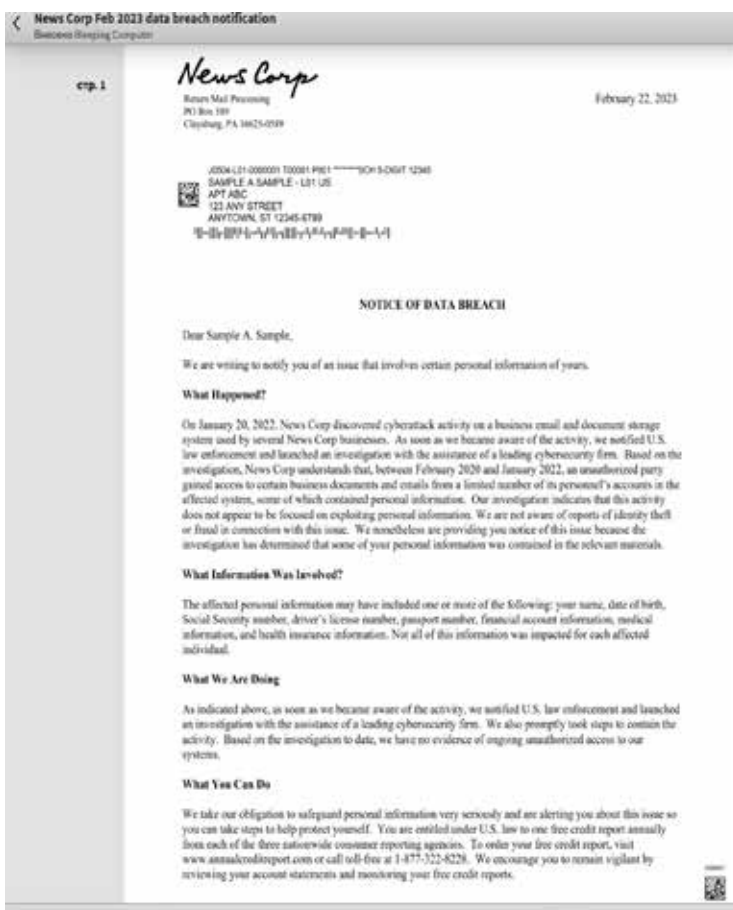 News Corp Feb 2023 data breach notification
Внесено Bleeping Computer
стр. 1
News Corp
Return Mail Processing
PO Box 589
Claysburg, PA 16625-0589
February 22, 2023
SAMPLE A SAMPLE - L01 US
APT ABC
123 ANY STREET
ANYTOWN, ST 12345-6789
NOTICE OF DATA BREACH
Dear Sample A. Sample,
We are writing to notify you of an issue that involves certain personal information of yours.
What Happened?
On January 20, 2022, News Corp discovered cyberattack activity on a business email and document storage
system used by several News Corp businesses. As soon as we became aware of the activity, we notified U.S.
law enforcement and launched an investigation with the assistance of a leading cybersecurity firm. Based on the
investigation, News Corp understands that, between February 2020 and January 2022, an unauthorized party
gained access to certain business documents and emails from a limited number of its personnel's accounts in the
affected system, some of which contained personal information. Our investigation indicates that this activity
does not appear to be focused on exploiting personal information. We are not aware of reports of identity theft
or fraud in connection with this issue. We nonetheless are providing you notice of this issue because the
investigation has determined that some of your personal information was contained in the relevant materials.
What Information Was Involved?
The affected personal information may have included one or more of the following: your name, date of birth,
Social Security number, driver's license number, passport number, financial account information, medical
information, and health insurance information. Not all of this information was impacted for each affected
individual.
What We Are Doing
As indicated above, as soon as we became aware of the activity, we notified U.S. law enforcement and launched
an investigation with the assistance of a leading cybersecurity firm. We also promptly took steps to contain the
activity. Based on the investigation to date, we have no evidence of ongoing unauthorized access to our
systems.
What You Can Do
We take our obligation to safeguard personal information very seriously and are alerting you about this issue so
you can take steps to help protect yourself. You are entitled under U.S. law to one free credit report annually
from each of the three nationwide consumer reporting agencies. To order your free credit report, visit
www.annualcreditreport.com or call toll-free at 1-877-322-8228. We encourage you to remain vigilant by
reviewing your account statements and monitoring your free credit reports.